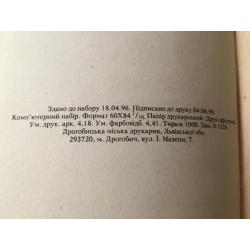 Здано до набору 18.04.96. Підписано до друку 04.06.96
Комп'ютерний набір. Формат 60X84 1/16 Папір друкарський. Друк офсетний.
Ум. друк. арк. 4,18. Ум. фарбовідб. 4,41. Тираж 1000. Зам. N 1526.
Дрогобицька міська друкарня, Львівської обл.
293720, м. Дрогобич, вул. І. Мазепи, 7.